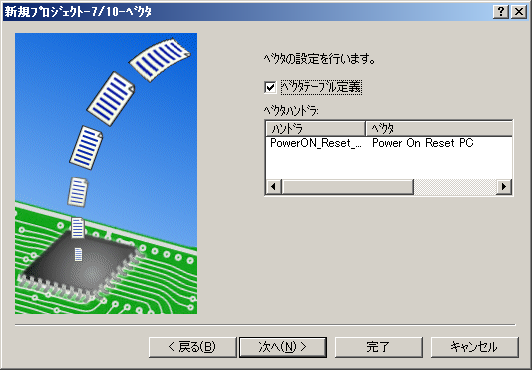 新規ﾌﾟﾛｼﾞｪｸﾄ-7/10-ﾍﾞｸﾀ
ﾍﾞｸﾀの設定を行います。
ﾍﾞｸﾀﾃｰﾌﾞﾙ定義
ﾍﾞｸﾀﾊﾝﾄﾞﾗ:
ﾊﾝﾄﾞﾗ ﾍﾞｸﾀ
PowerON_Reset_... Power On Reset PC
< 戻る(B) 次へ(N) > 完了 ｷｬﾝｾﾙ